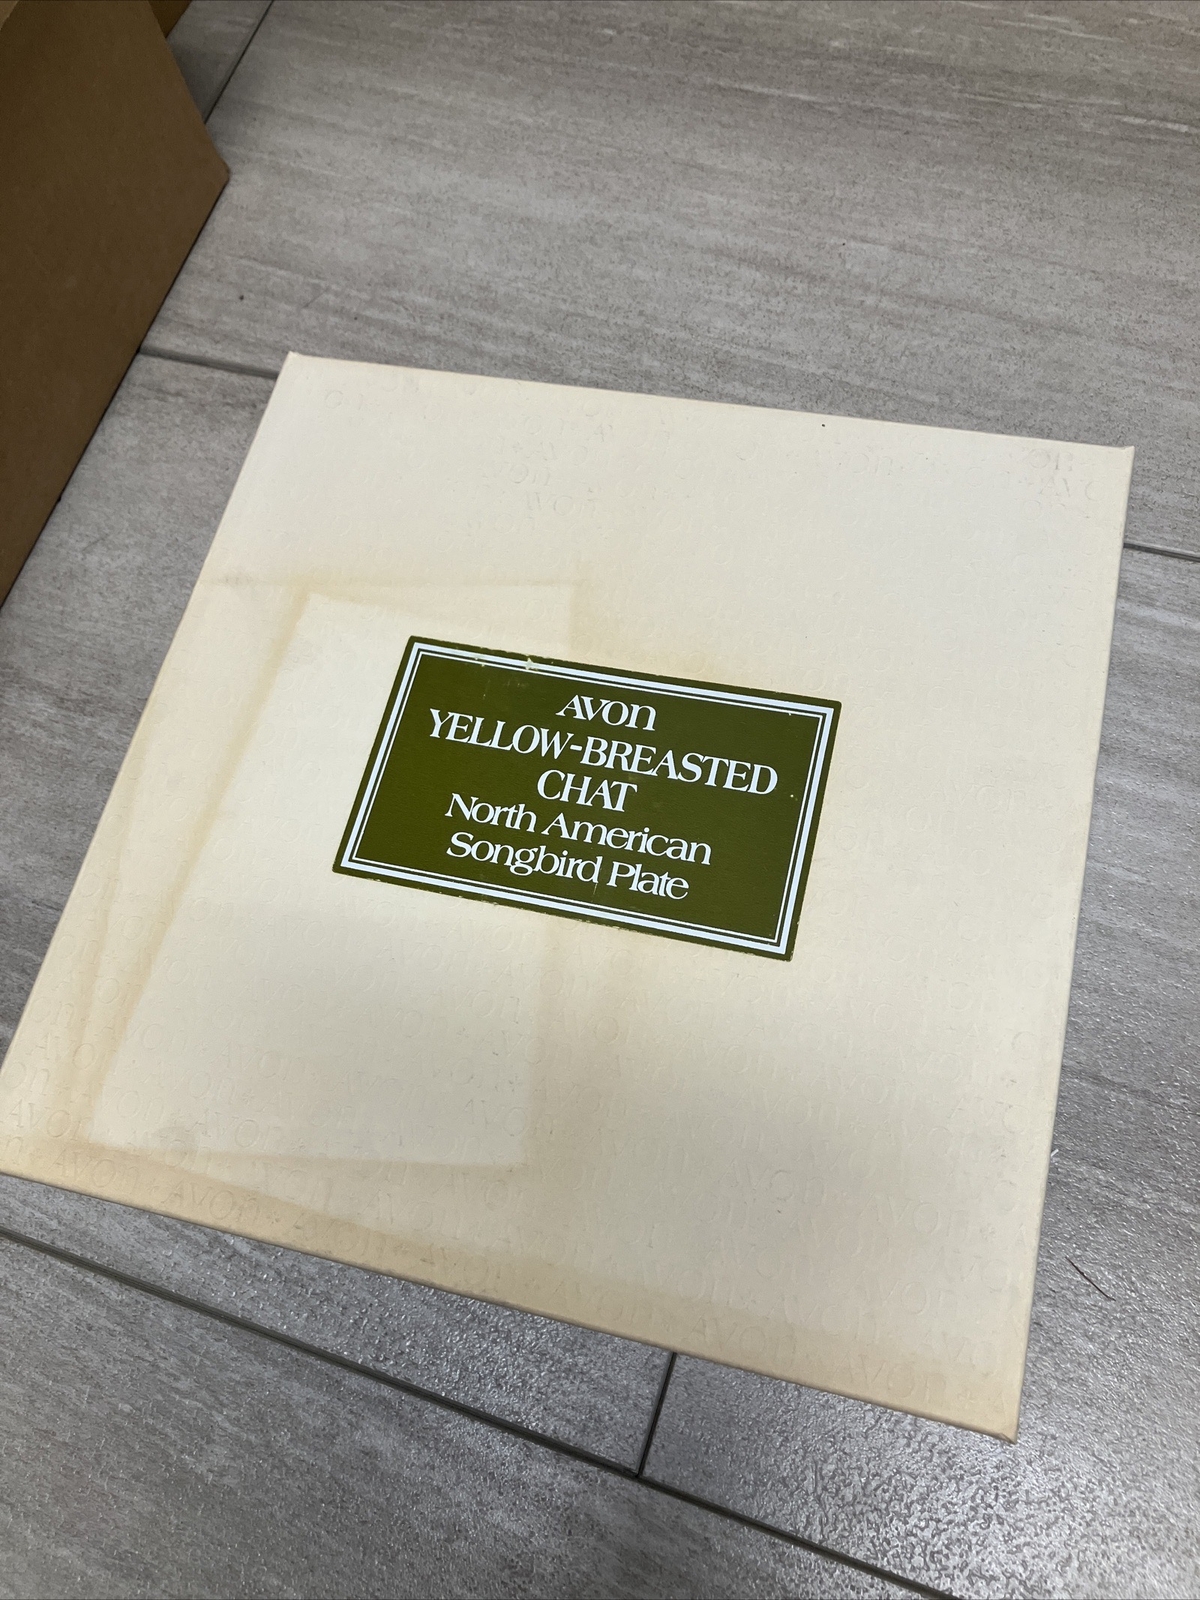 AVON
YELLOW-BREASTED
CHAT
North American
Songbird Plate